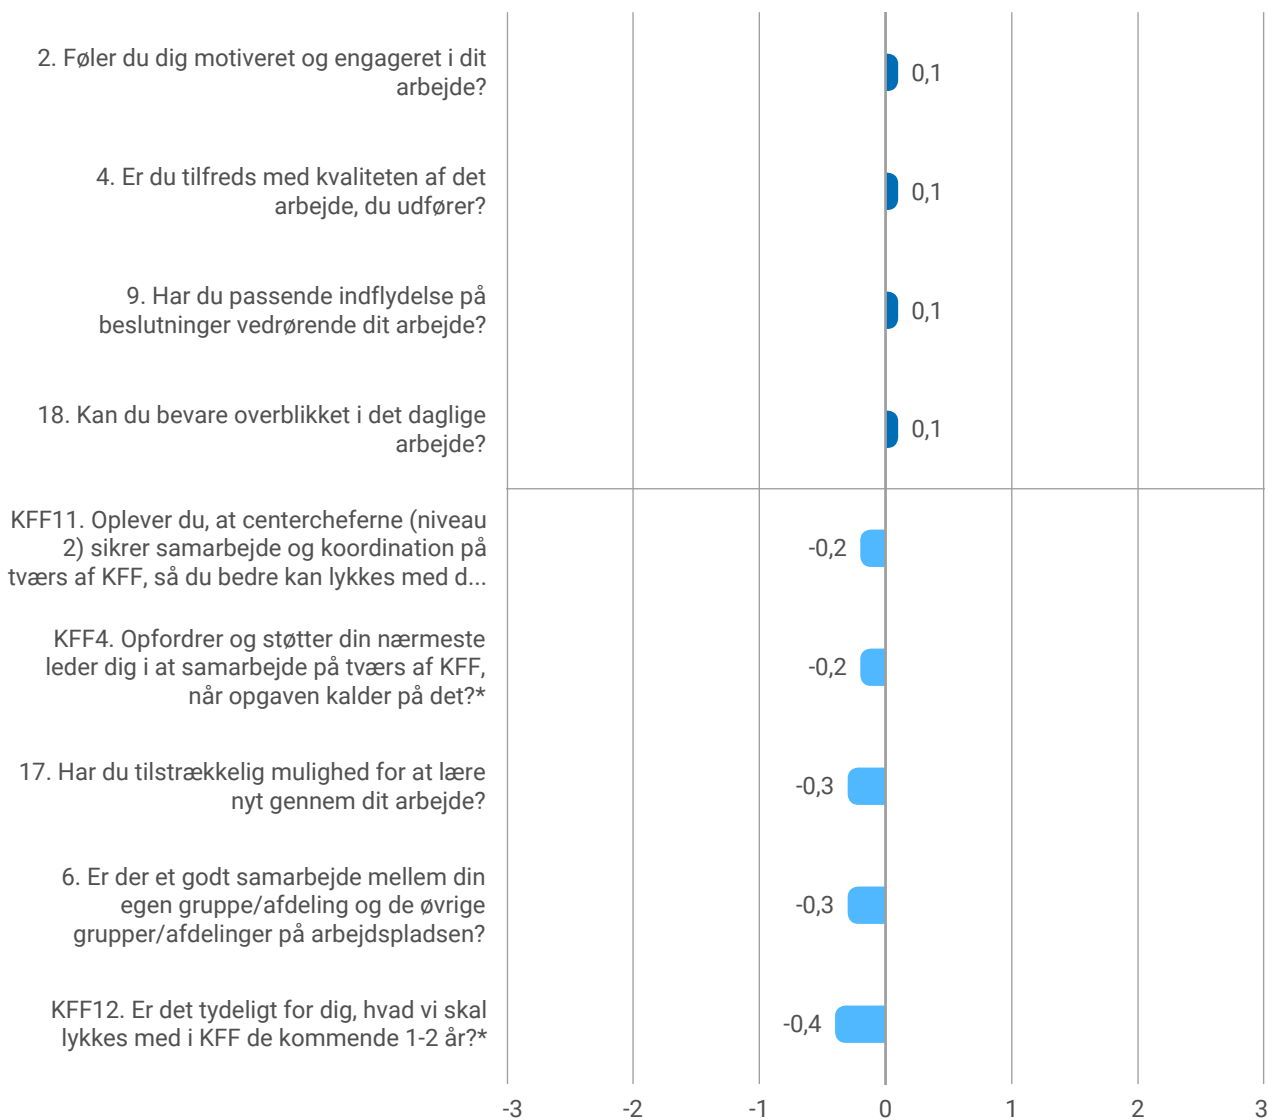 2. Føler du dig motiveret og engageret i dit
arbejde?
0,1
4. Er du tilfreds med kvaliteten af det
arbejde, du udfører?
0,1
9. Har du passende indflydelse på
beslutninger vedrørende dit arbejde?
0,1
18. Kan du bevare overblikket i det daglige
arbejde?
0,1
KFF11. Oplever du, at centercheferne (niveau
2) sikrer samarbejde og koordination på
tværs af KFF, så du bedre kan lykkes med d...
-0,2
KFF4. Opfordrer og støtter din nærmeste
leder dig i at samarbejde på tværs af KFF,
når opgaven kalder på det?*
-0,2
17. Har du tilstrækkelig mulighed for at lære
nyt gennem dit arbejde?
-0,3
6. Er der et godt samarbejde mellem din
egen gruppe/afdeling og de øvrige
grupper/afdelinger på arbejdspladsen?
-0,3
KFF12. Er det tydeligt for dig, hvad vi skal
lykkes med i KFF de kommende 1-2 år?*
-0,4
-3 -2 -1 0 1 2 3